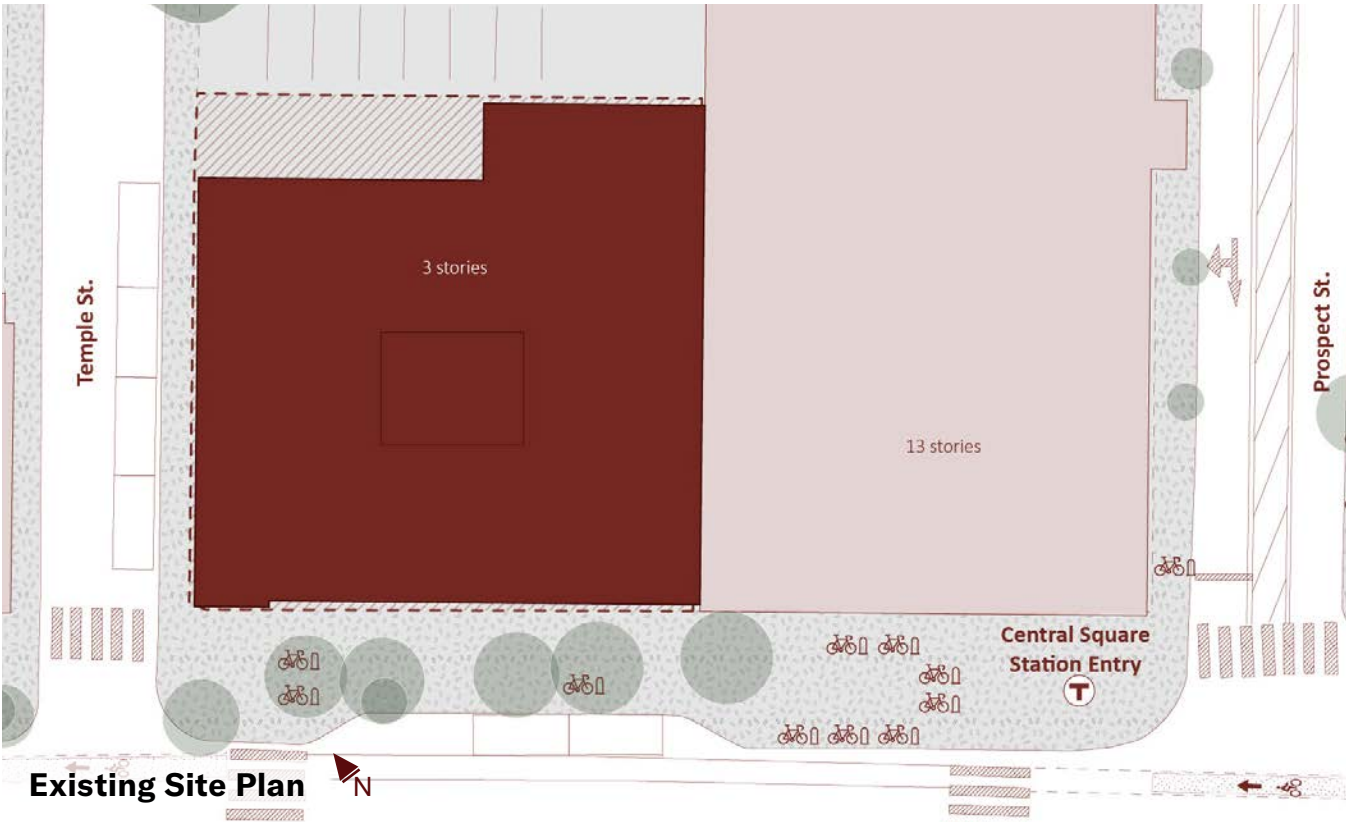 3 stories
Temple St.
Prospect St.
13 stories
Central Square
Station Entry
T
Existing Site Plan
N